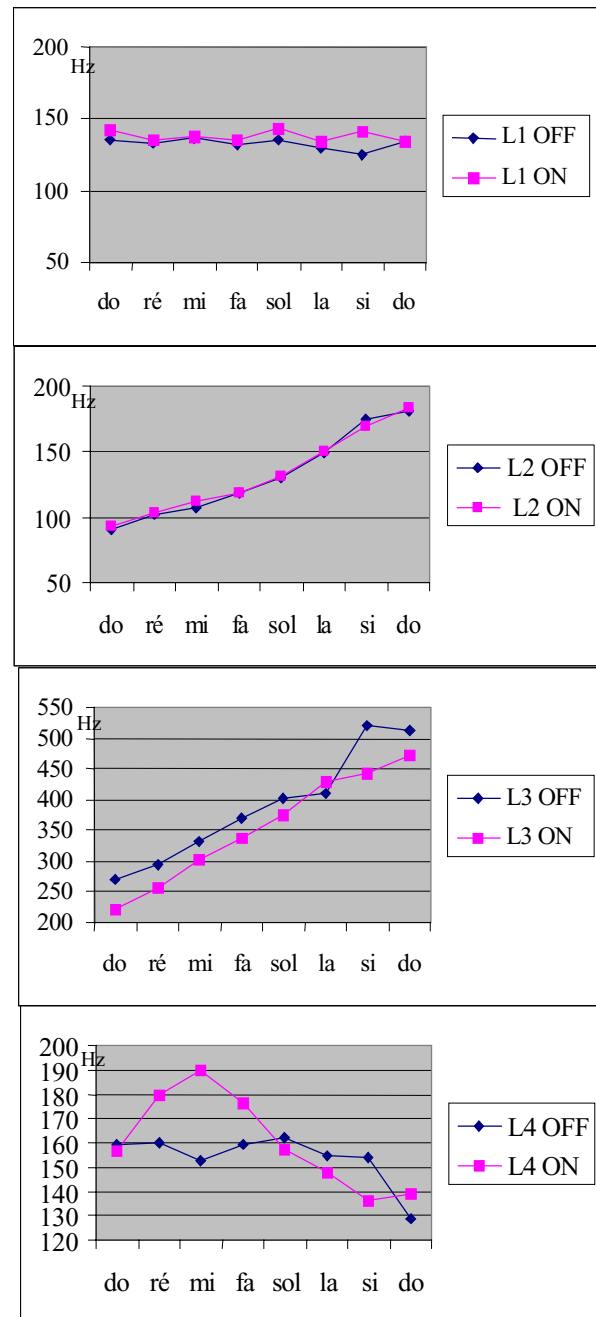 200
Hz
150
100
50
do ré mi fa sol la si do
L1 OFF
L1 ON
200
Hz
150
100
50
do ré mi fa sol la si do
L2 OFF
L2 ON
550
Hz
500
450
400
350
300
250
200
do ré mi fa sol la si do
L3 OFF
L3 ON
200
Hz
190
180
170
160
150
140
130
120
do ré mi fa sol la si do
L4 OFF
L4 ON